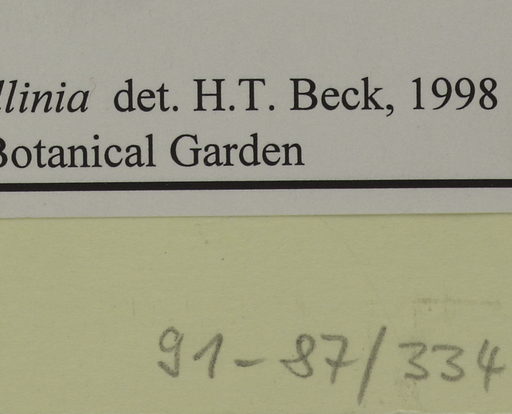 llinia det. H.T. Beck, 1998
Botanical Garden
91-87/334